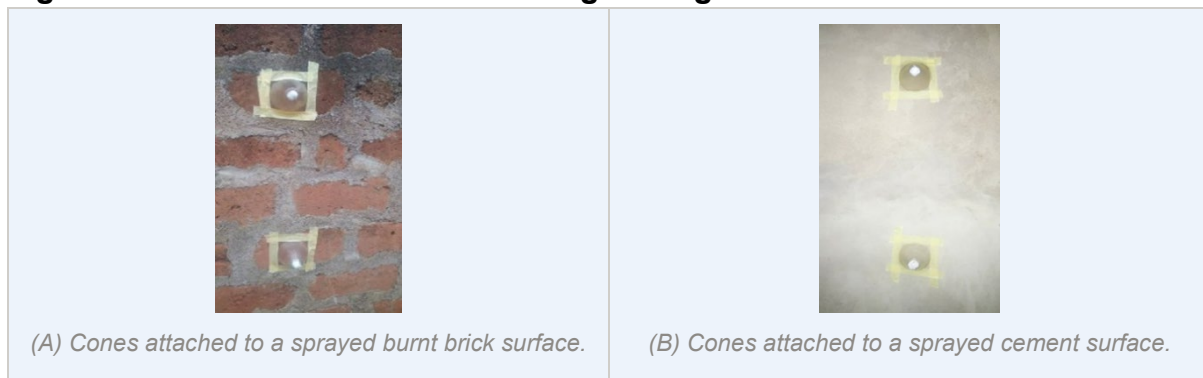 (A) Cones attached to a sprayed burnt brick surface.
(B) Cones attached to a sprayed cement surface.